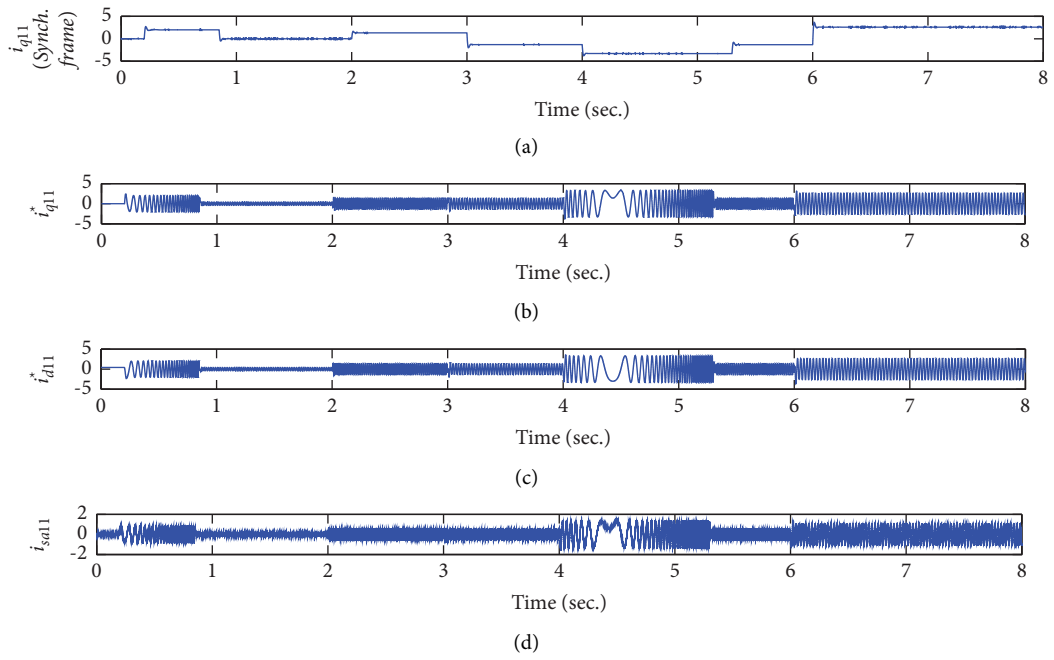 i_q11
(Synch.
frame)
5
0
-5
0 1 2 3 4 5 6 7 8
Time (sec.)
(a)
i*_q11
5
0
-5
0 1 2 3 4 5 6 7 8
Time (sec.)
(b)
i*_d11
5
0
-5
0 1 2 3 4 5 6 7 8
Time (sec.)
(c)
i_sa11
2
0
-2
0 1 2 3 4 5 6 7 8
Time (sec.)
(d)